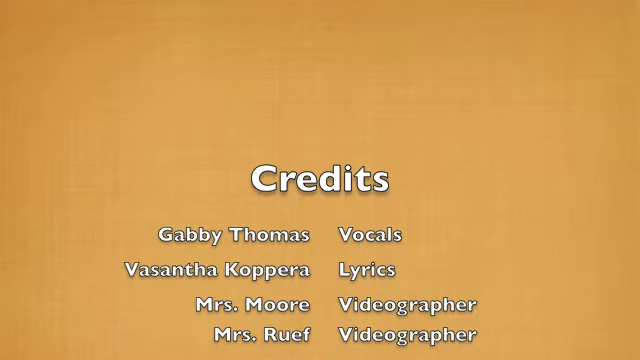 Credits
Gabby Thomas Vocals
Vasantha Koppera Lyrics
Mrs. Moore Videographer
Mrs. Ruef Videographer